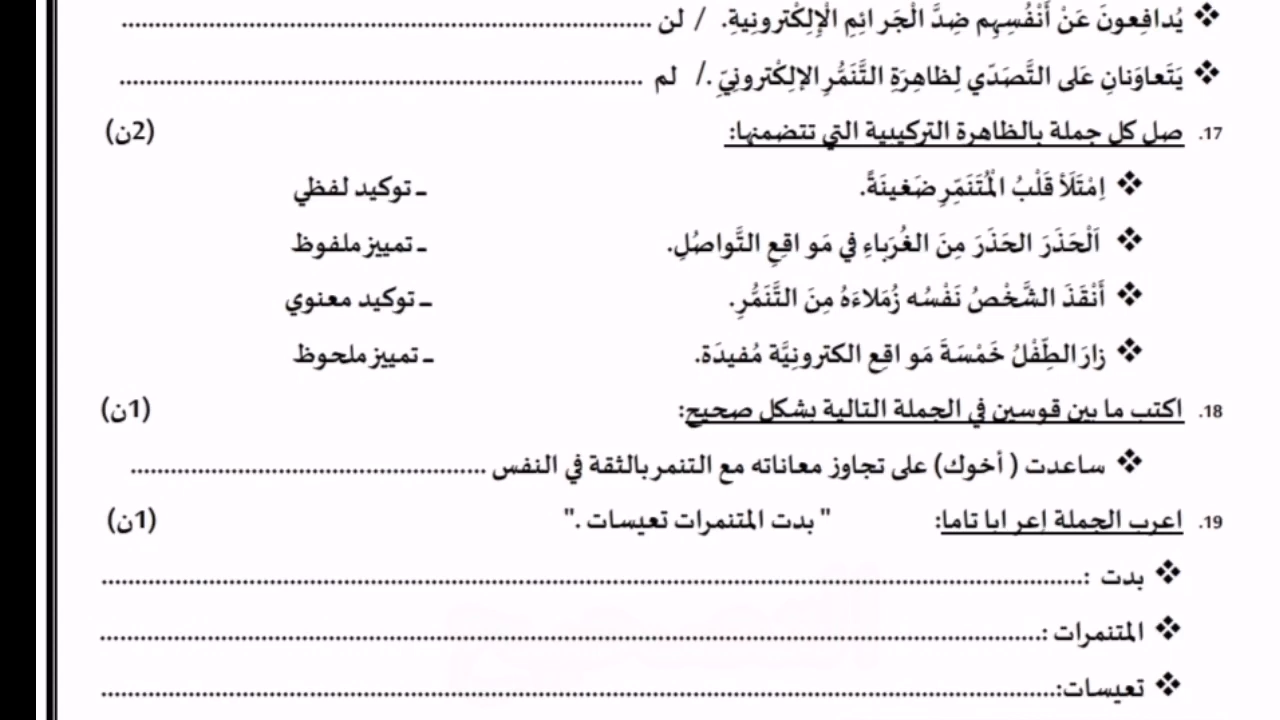 ❖ يُدافِعونَ عَنْ أَنْفُسِهِم ضِدَّ الْجَرائِمِ الْإِلِكْترونِيةِ. / لن ................................................................
❖ يَتَعاوَنانِ عَلى التَّصَدّي لِظاهِرَةِ التَّنَمُّرِ الإلِكْترونِيِّ./ لم ................................................................
17. صل كل جملة بالظاهرة التركيبية التي تتضمنها: (2ن)
❖ اِمْتَلَأَ قَلْبُ الْمُتَنَمِّرِ ضَغينَةً. ـ توكيد لفظي
❖ اَلْحَذَرَ الحَذَرَ مِنَ الغُرَباءِ في مَواقِعِ التَّواصُلِ. ـ تمييز ملفوظ
❖ أَنْقَذَ الشَّخْصُ نَفْسُه زُمَلاءَهُ مِنَ التَّنَمُّرِ. ـ توكيد معنوي
❖ زارَ الطِّفْلُ خَمْسَةَ مَواقِع الكترونِيَّة مُفيدَة. ـ تمييز ملحوظ
18. اكتب ما بين قوسين في الجملة التالية بشكل صحيح: (1ن)
❖ ساعدت ( أخوك) على تجاوز معاناته مع التنمر بالثقة في النفس ................................................
19. اعرب الجملة إعرابا تاما: " بدت المتنمرات تعيسات ." (1ن)
❖ بدت :................................................................
❖ المتنمرات :................................................................
❖ تعيسات:................................................................